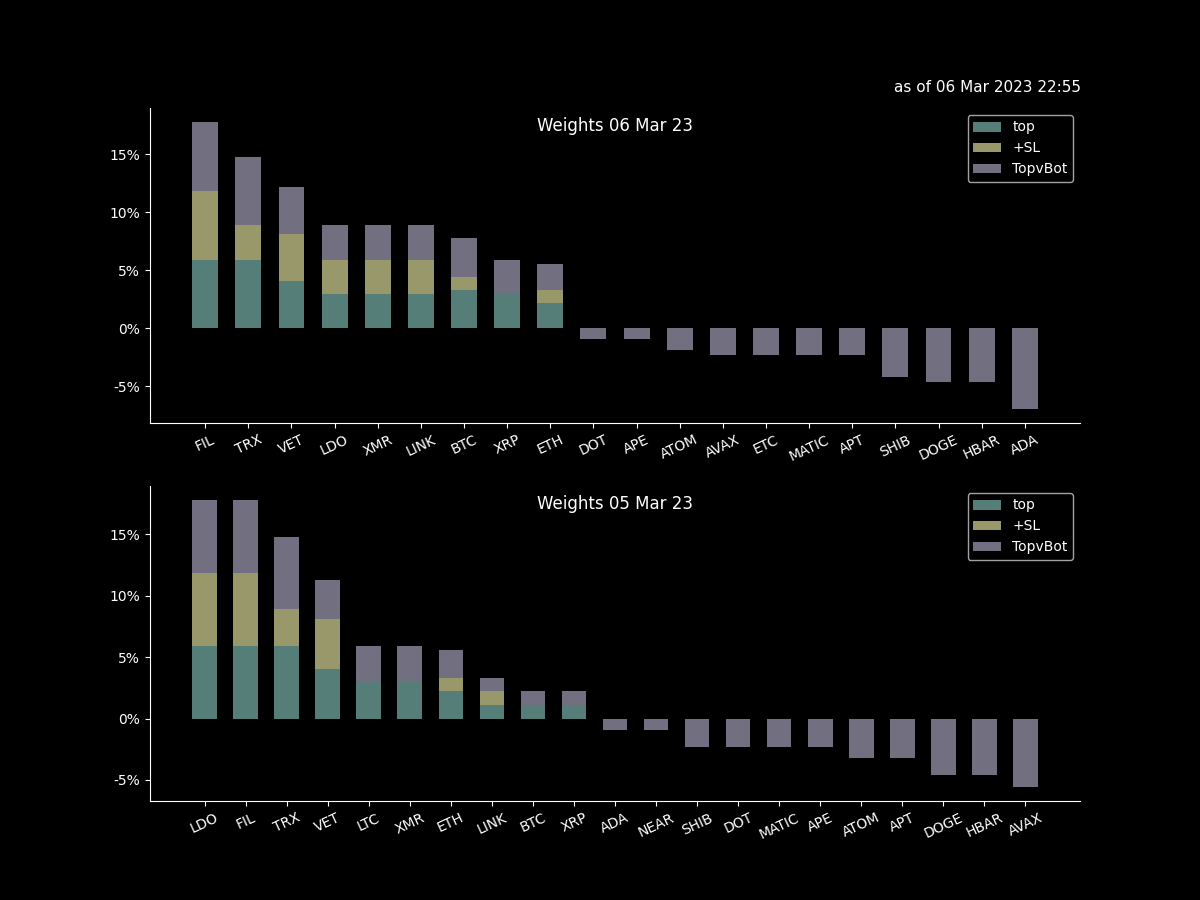 as of 06 Mar 2023 22:55
Weights 06 Mar 23
top
+SL
TopvBot
15%
10%
5%
0%
-5%
FIL TRX VET LDO XMR LINK BTC XRP ETH DOT APE ATOM AVAX ETC MATIC APT SHIB DOGE HBAR ADA
Weights 05 Mar 23
top
+SL
TopvBot
15%
10%
5%
0%
-5%
LDO FIL TRX VET LTC XMR ETH LINK BTC XRP ADA NEAR SHIB DOT MATIC APE ATOM APT DOGE HBAR AVAX